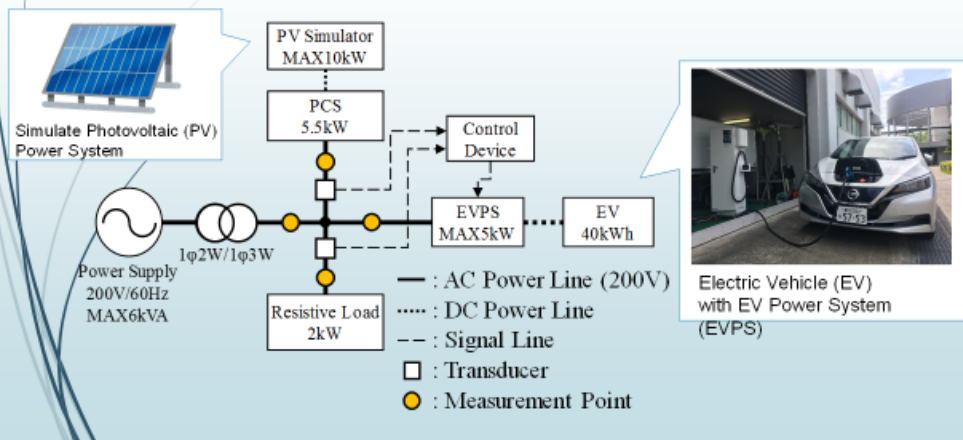 PV Simulator
MAX10kW
PCS
5.5kW
Simulate Photovoltaic (PV)
Power System
Control
Device
EVPS
MAX5kW
EV
40kWh
1φ2W/1φ3W
Power Supply
200V/60Hz
MAX6kVA
Resistive Load
2kW
: AC Power Line (200V)
: DC Power Line
: Signal Line
: Transducer
: Measurement Point
57-53
Electric Vehicle (EV)
with EV Power System
(EVPS)